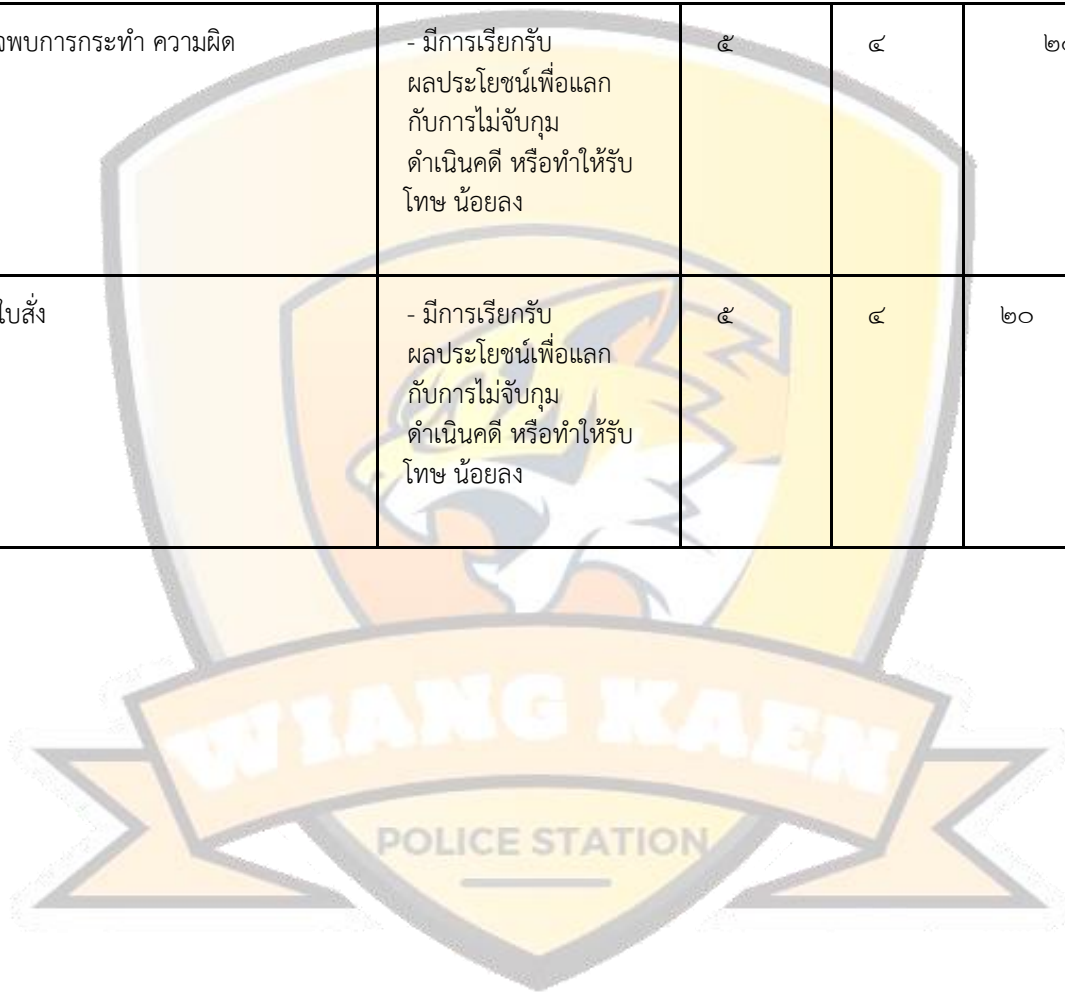 จพบการกระทำ ความผิด
- มีการเรียกรับ
ผลประโยชน์เพื่อแลก
กับการไม่จับกุม
ดำเนินคดี หรือทำให้รับ
โทษ น้อยลง
๕
๔
๒๐
ใบสั่ง
- มีการเรียกรับ
ผลประโยชน์เพื่อแลก
กับการไม่จับกุม
ดำเนินคดี หรือทำให้รับ
โทษ น้อยลง
๕
๔
๒๐
WIANG KAEN
POLICE STATION